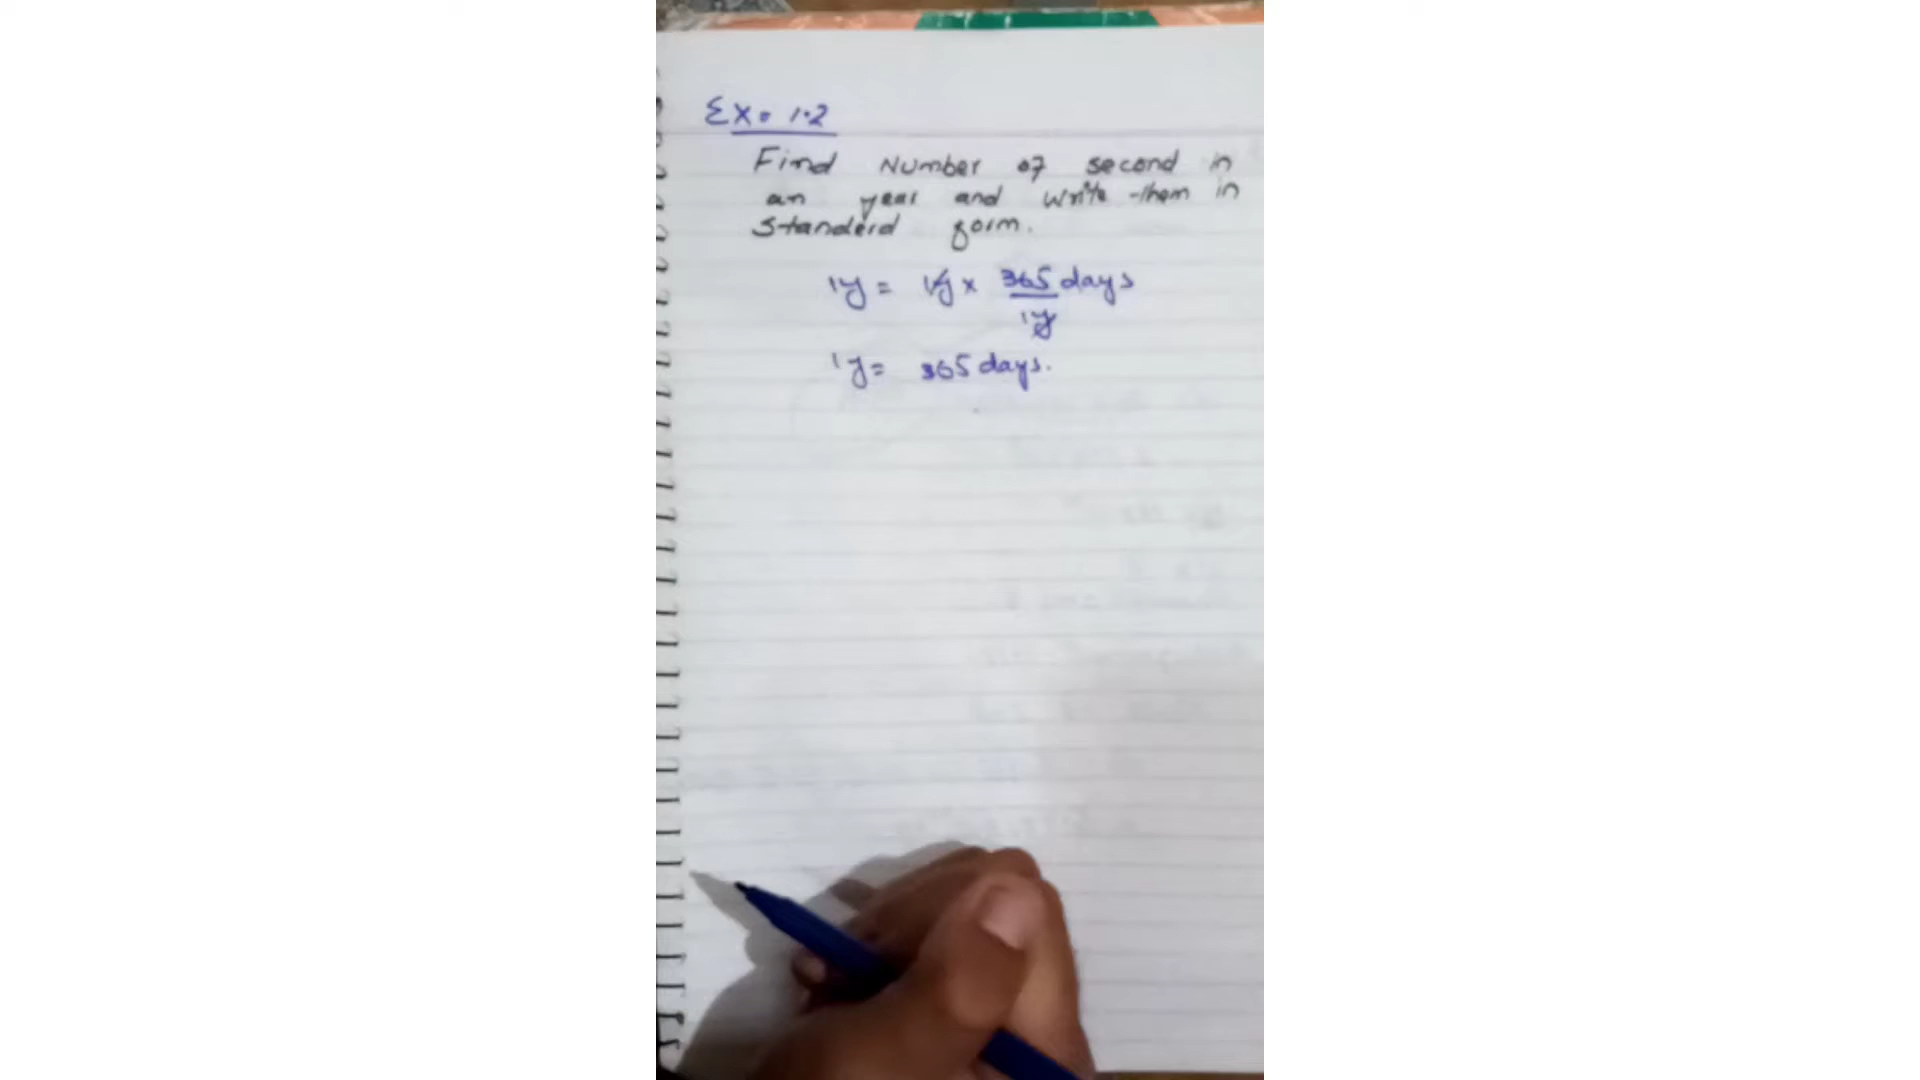 Ex. 1.2
Find Number of second in
an year and write them in
standerd form.
1y = 1y x 365 days
1y
1y = 365 days.